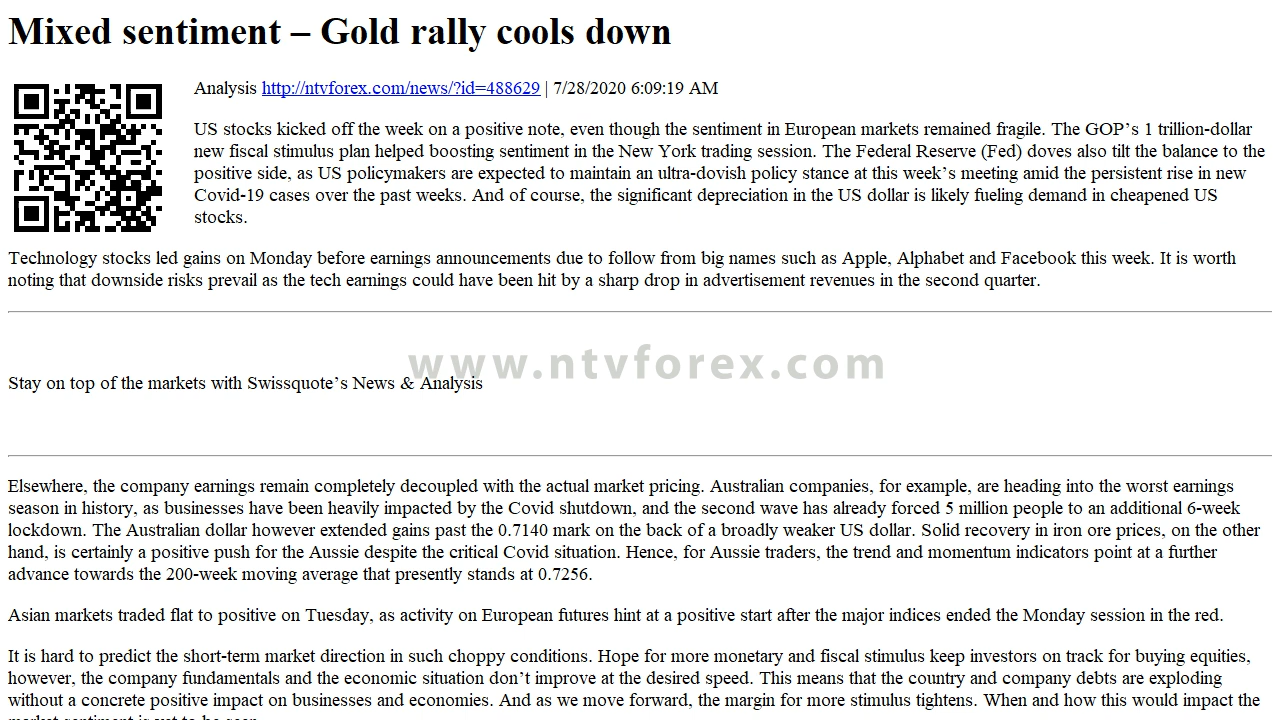 Mixed sentiment – Gold rally cools down
Analysis http://ntvforex.com/news/?id=488629 | 7/28/2020 6:09:19 AM
US stocks kicked off the week on a positive note, even though the sentiment in European markets remained fragile. The GOP’s 1 trillion-dollar
new fiscal stimulus plan helped boosting sentiment in the New York trading session. The Federal Reserve (Fed) doves also tilt the balance to the
positive side, as US policymakers are expected to maintain an ultra-dovish policy stance at this week’s meeting amid the persistent rise in new
Covid-19 cases over the past weeks. And of course, the significant depreciation in the US dollar is likely fueling demand in cheapened US
stocks.
Technology stocks led gains on Monday before earnings announcements due to follow from big names such as Apple, Alphabet and Facebook this week. It is worth
noting that downside risks prevail as the tech earnings could have been hit by a sharp drop in advertisement revenues in the second quarter.
www.ntvforex.com
Stay on top of the markets with Swissquote’s News & Analysis
Elsewhere, the company earnings remain completely decoupled with the actual market pricing. Australian companies, for example, are heading into the worst earnings
season in history, as businesses have been heavily impacted by the Covid shutdown, and the second wave has already forced 5 million people to an additional 6-week
lockdown. The Australian dollar however extended gains past the 0.7140 mark on the back of a broadly weaker US dollar. Solid recovery in iron ore prices, on the other
hand, is certainly a positive push for the Aussie despite the critical Covid situation. Hence, for Aussie traders, the trend and momentum indicators point at a further
advance towards the 200-week moving average that presently stands at 0.7256.
Asian markets traded flat to positive on Tuesday, as activity on European futures hint at a positive start after the major indices ended the Monday session in the red.
It is hard to predict the short-term market direction in such choppy conditions. Hope for more monetary and fiscal stimulus keep investors on track for buying equities,
however, the company fundamentals and the economic situation don’t improve at the desired speed. This means that the country and company debts are exploding
without a concrete positive impact on businesses and economies. And as we move forward, the margin for more stimulus tightens. When and how this would impact the
market sentiment is yet to be seen.